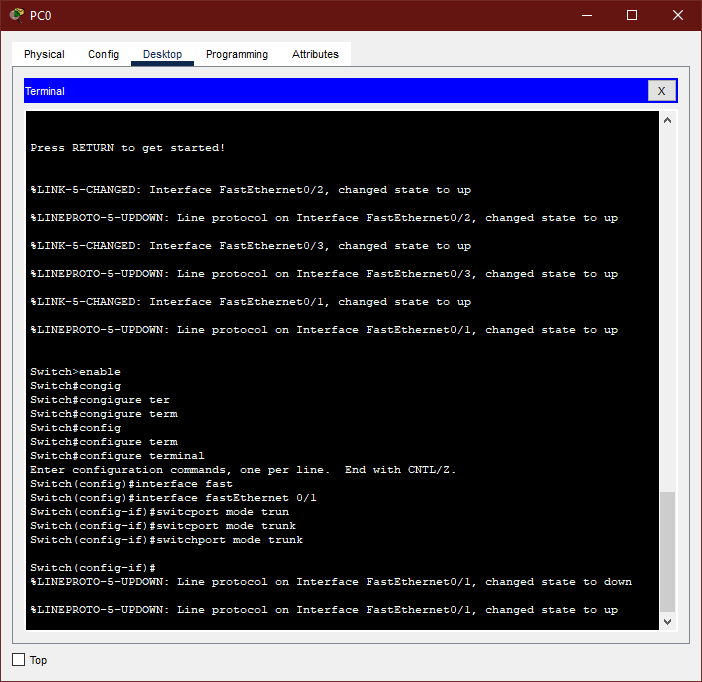 PC0
Physical Config Desktop Programming Attributes
Terminal X
Press RETURN to get started!
%LINK-5-CHANGED: Interface FastEthernet0/2, changed state to up
%LINEPROTO-5-UPDOWN: Line protocol on Interface FastEthernet0/2, changed state to up
%LINK-5-CHANGED: Interface FastEthernet0/3, changed state to up
%LINEPROTO-5-UPDOWN: Line protocol on Interface FastEthernet0/3, changed state to up
%LINK-5-CHANGED: Interface FastEthernet0/1, changed state to up
%LINEPROTO-5-UPDOWN: Line protocol on Interface FastEthernet0/1, changed state to up
Switch>enable
Switch#congig
Switch#congigure ter
Switch#congigure term
Switch#config
Switch#configure term
Switch#configure terminal
Enter configuration commands, one per line.  End with CNTL/Z.
Switch(config)#interface fast
Switch(config)#interface fastEthernet 0/1
Switch(config-if)#switcport mode trun
Switch(config-if)#switcport mode trunk
Switch(config-if)#switchport mode trunk
Switch(config-if)#
%LINEPROTO-5-UPDOWN: Line protocol on Interface FastEthernet0/1, changed state to down
%LINEPROTO-5-UPDOWN: Line protocol on Interface FastEthernet0/1, changed state to up
Top